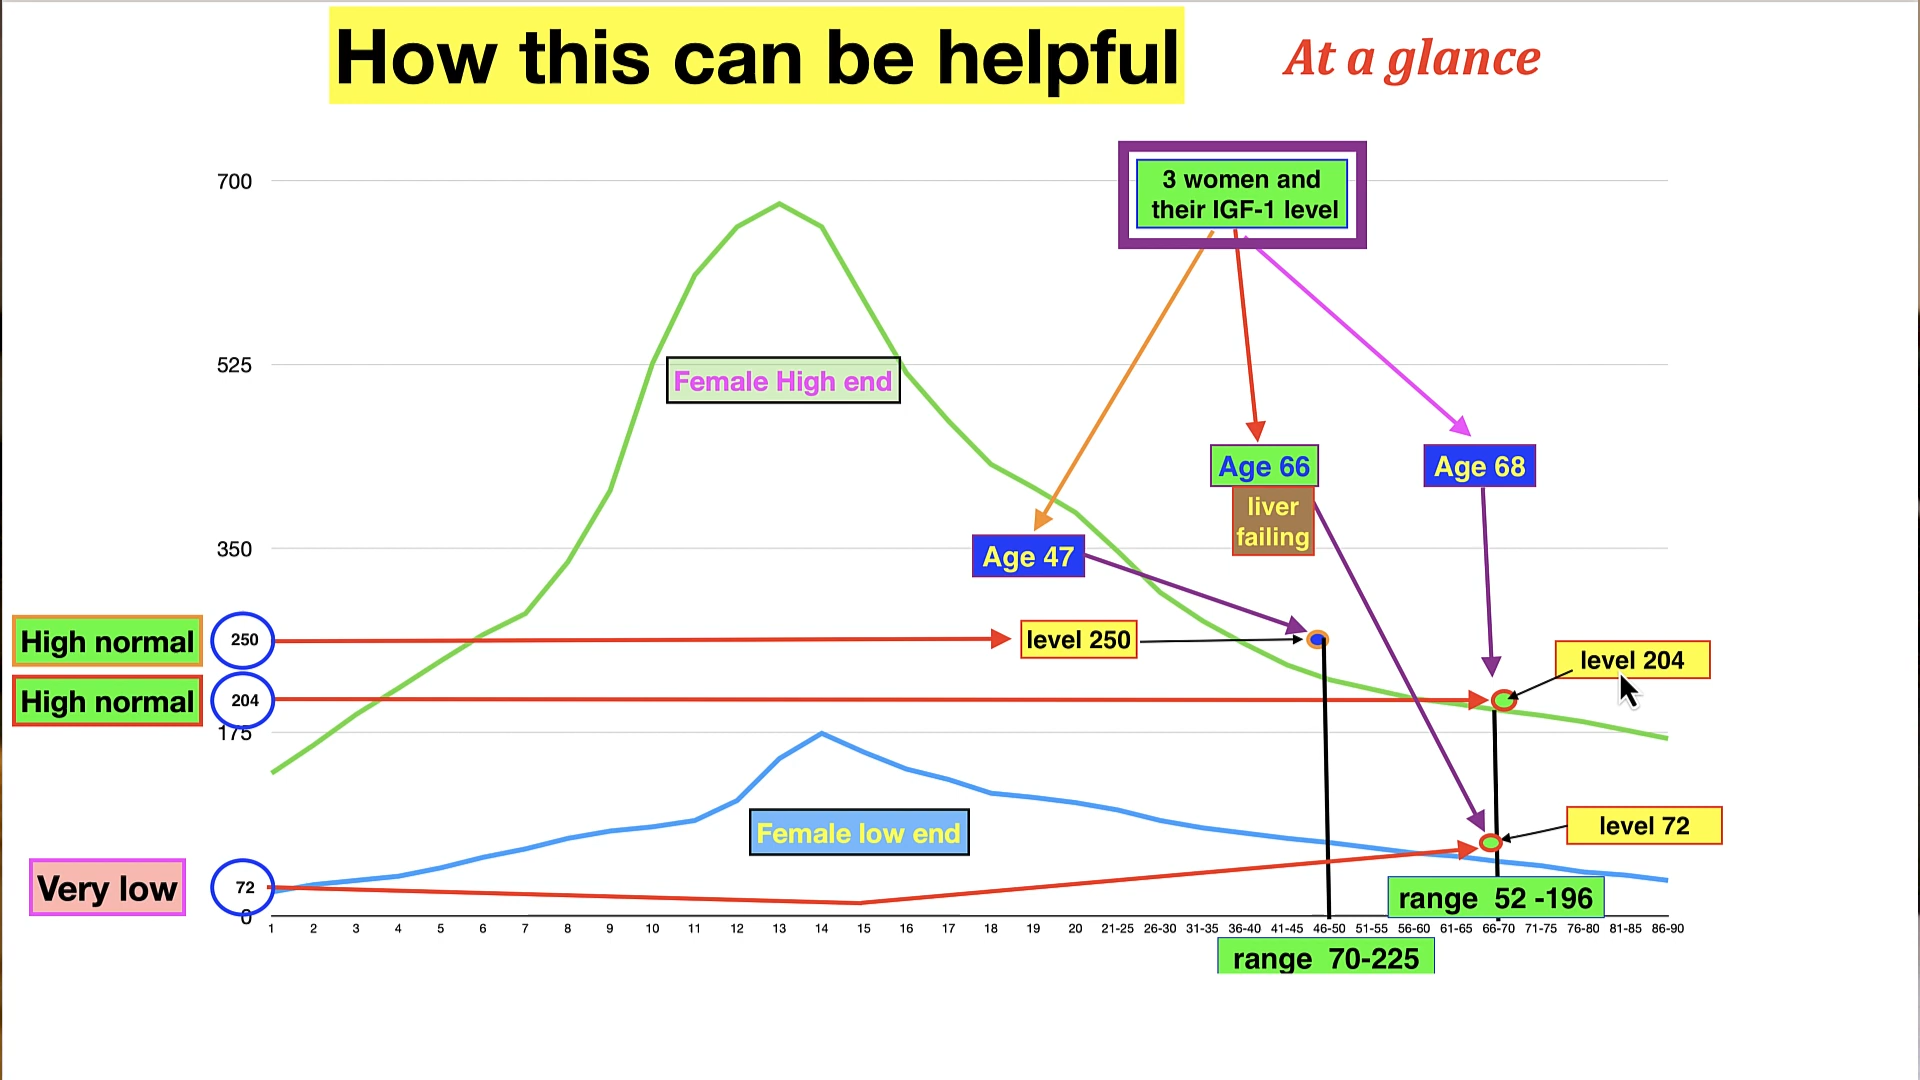 How this can be helpful
At a glance
3 women and
their IGF-1 level
700
525
Female High end
Age 66
Age 68
liver
failing
350
Age 47
High normal
250
level 250
level 204
High normal
204
175
Female low end
level 72
Very low
72
range 52 -196
0
1 2 3 4 5 6 7 8 9 10 11 12 13 14 15 16 17 18 19 20 21-25 26-30 31-35 36-40 41-45 46-50 51-55 56-60 61-65 66-70 71-75 76-80 81-85 86-90
range 70-225